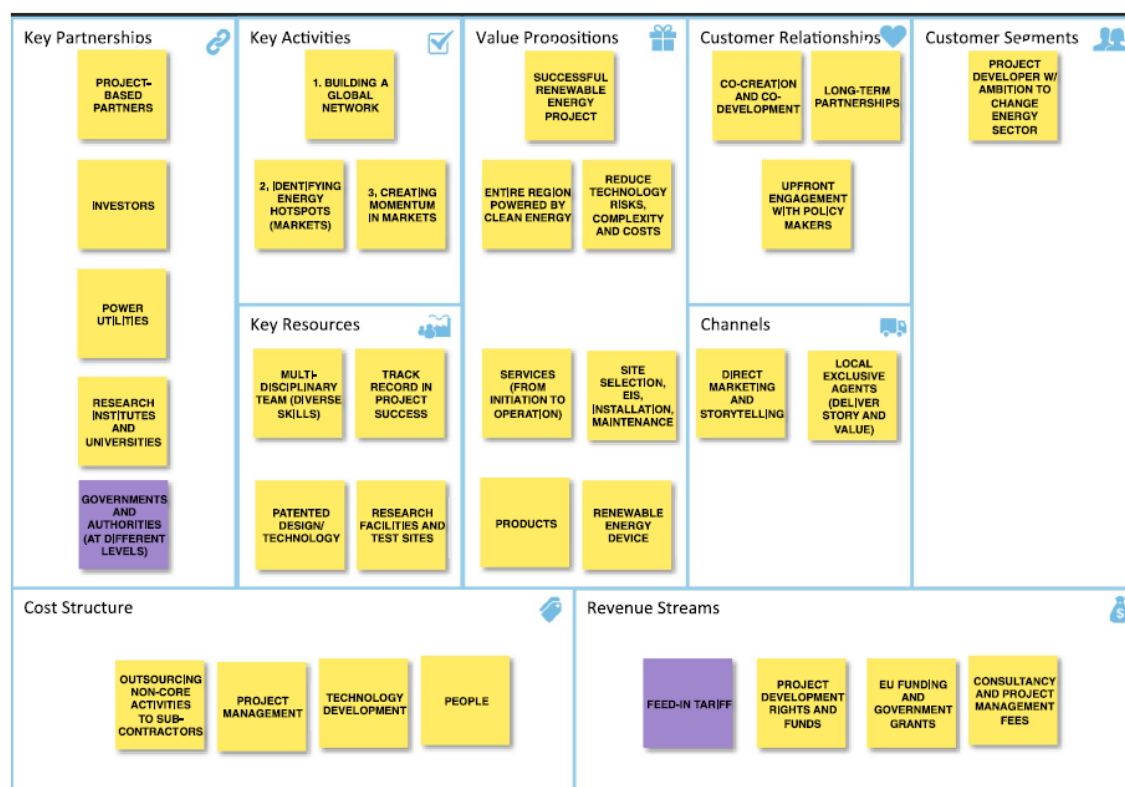 Key Partnerships
PROJECT-
BASED
PARTNERS
INVESTORS
POWER
UTILITIES
RESEARCH
INSTITUTES
AND
UNIVERSITIES
GOVERNMENTS
AND
AUTHORITIES
(AT DIFFERENT
LEVELS)
Key Activities
1. BUILDING A
GLOBAL
NETWORK
2, IDENTIFYING
ENERGY
HOTSPOTS
(MARKETS)
3, CREATING
MOMENTUM
IN MARKETS
Key Resources
MULTI-
DISCIPLINARY
TEAM (DIVERSE
SKILLS)
TRACK
RECORD IN
PROJECT
SUCCESS
PATENTED
DESIGN/
TECHNOLOGY
RESEARCH
FACILITIES AND
TEST SITES
Value Propositions
SUCCESSFUL
RENEWABLE
ENERGY
PROJECT
ENTIRE REGION
POWERED BY
CLEAN ENERGY
REDUCE
TECHNOLOGY
RISKS,
COMPLEXITY
AND COSTS
SERVICES
(FROM
INITIATION TO
OPERATION)
SITE
SELECTION,
EIS,
INSTALLATION,
MAINTENANCE
PRODUCTS
RENEWABLE
ENERGY
DEVICE
Customer Relationships
CO-CREATION
AND CO-
DEVELOPMENT
LONG-TERM
PARTNERSHIPS
UPFRONT
ENGAGEMENT
WITH POLICY
MAKERS
Channels
DIRECT
MARKETING
AND
STORYTELLING
LOCAL
EXCLUSIVE
AGENTS
(DELIVER
STORY AND
VALUE)
Customer Segments
PROJECT
DEVELOPER W/
AMBITION TO
CHANGE
ENERGY
SECTOR
Cost Structure
OUTSOURCING
NON-CORE
ACTIVITIES
TO SUB-
CONTRACTORS
PROJECT
MANAGEMENT
TECHNOLOGY
DEVELOPMENT
PEOPLE
Revenue Streams
$
FEED-IN TARIFF
PROJECT
DEVELOPMENT
RIGHTS AND
FUNDS
EU FUNDING
AND
GOVERNMENT
GRANTS
CONSULTANCY
AND PROJECT
MANAGEMENT
FEES